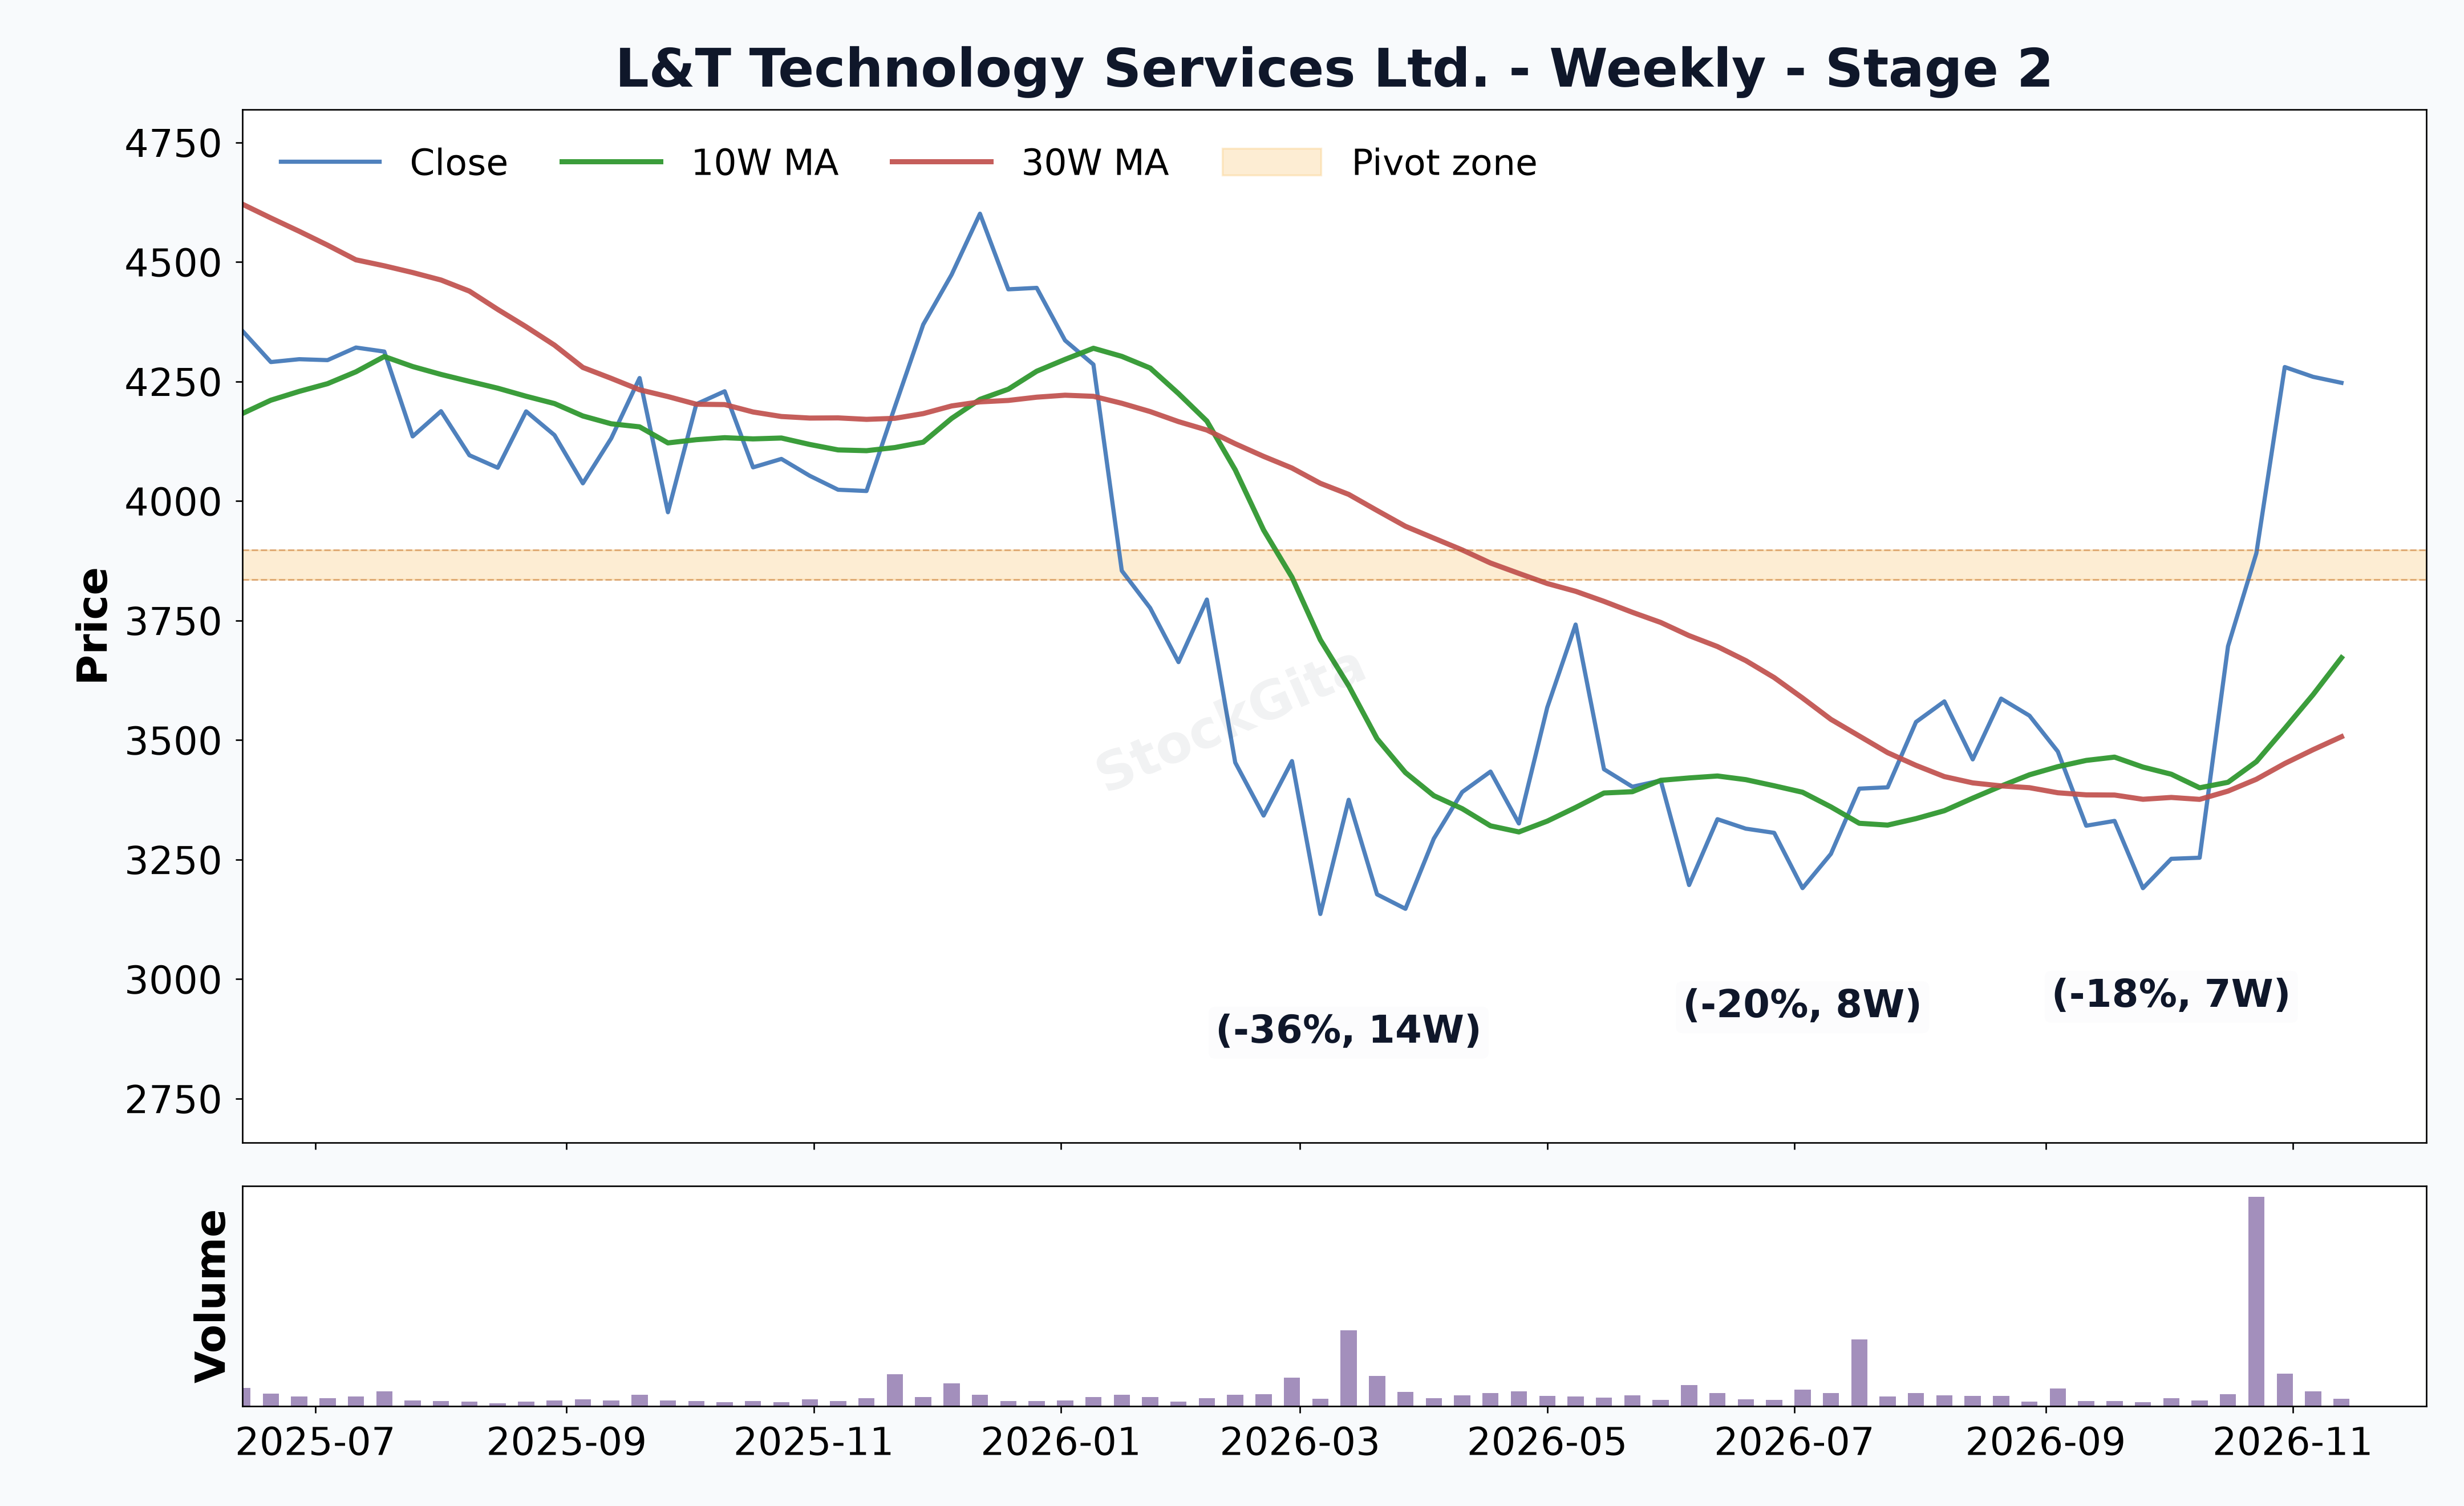 L&T Technology Services Ltd. - Weekly - Stage 2
Close 10W MA 30W MA Pivot zone
Price
4750
4500
4250
4000
3750
3500
3250
3000
2750
StockGita
(-36%, 14W)
(-20%, 8W)
(-18%, 7W)
Volume
2025-07 2025-09 2025-11 2026-01 2026-03 2026-05 2026-07 2026-09 2026-11